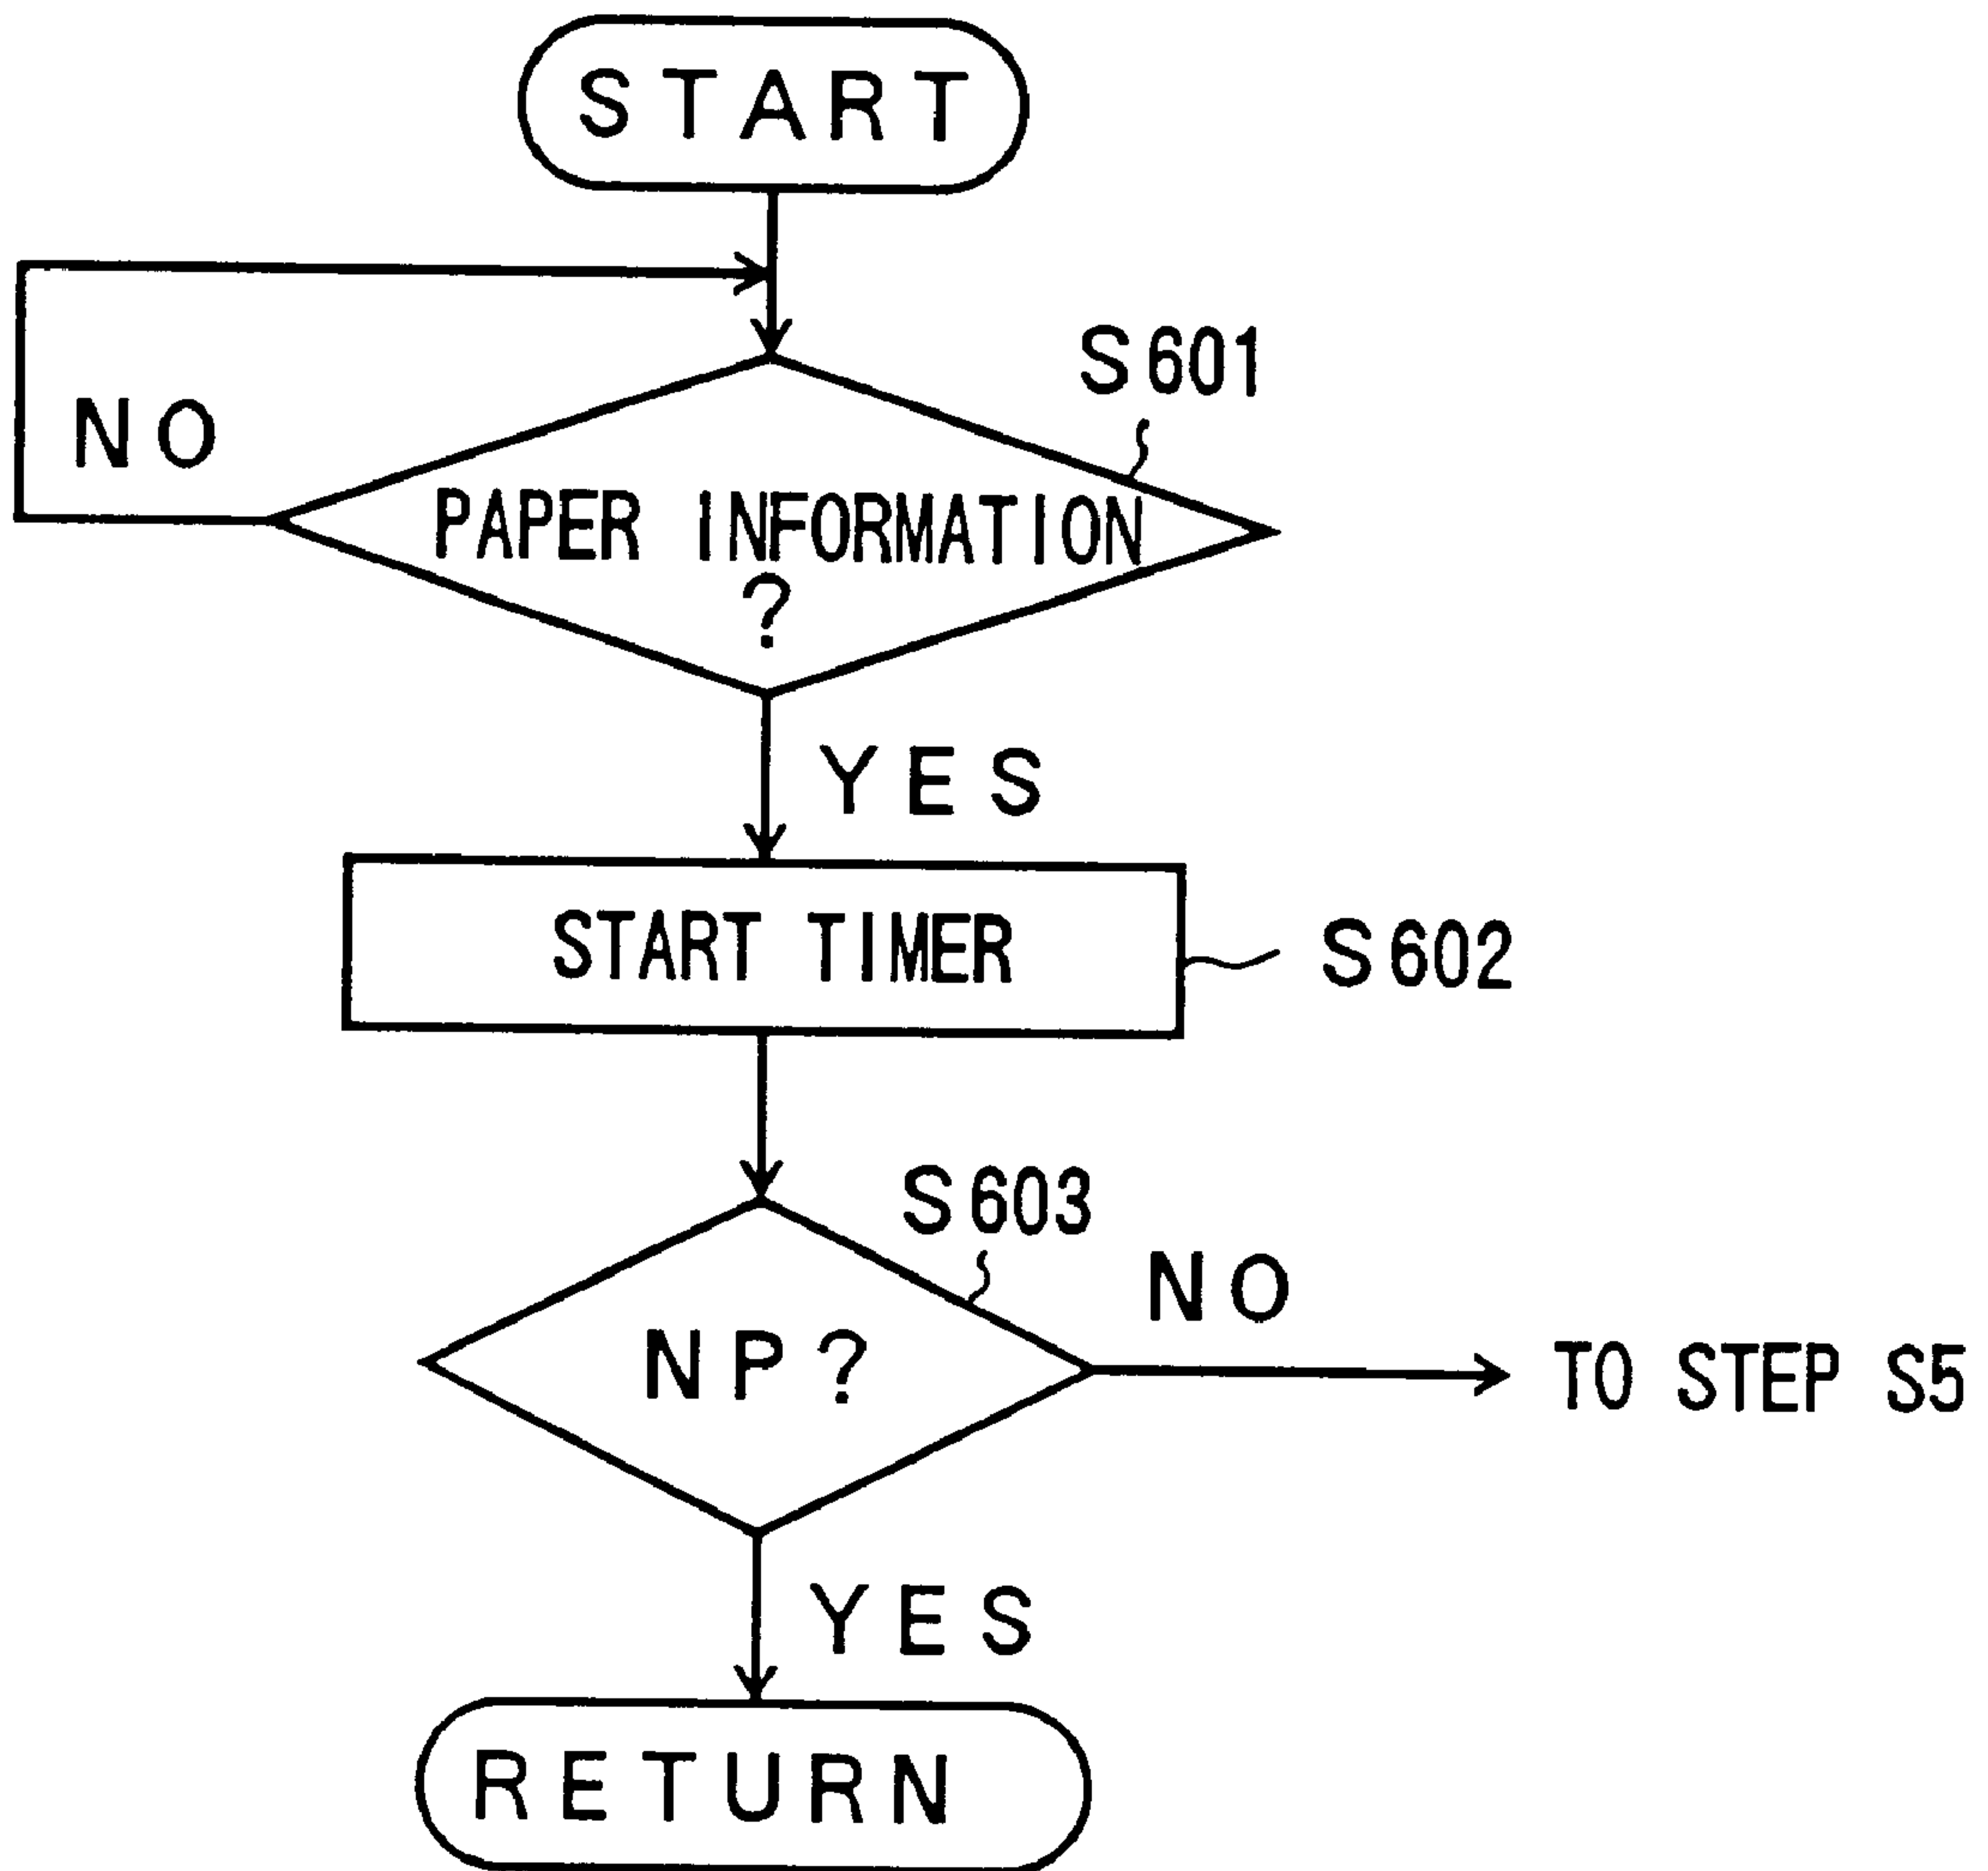 START
S601
NO
PAPER INFORMATION
?
YES
START TIMER
S602
S603
NO
NP?
TO STEP S5
YES
RETURN